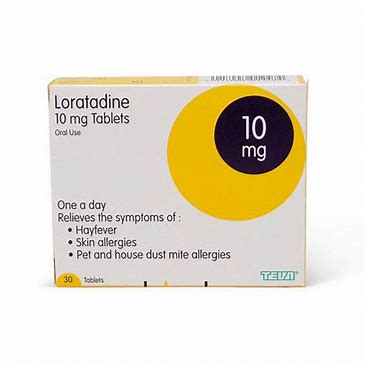 Loratadine
10 mg Tablets
Oral Use
10
mg
One a day
Relieves the symptoms of :
• Hayfever
• Skin allergies
• Pet and house dust mite allergies
30 Tablets
TEVA